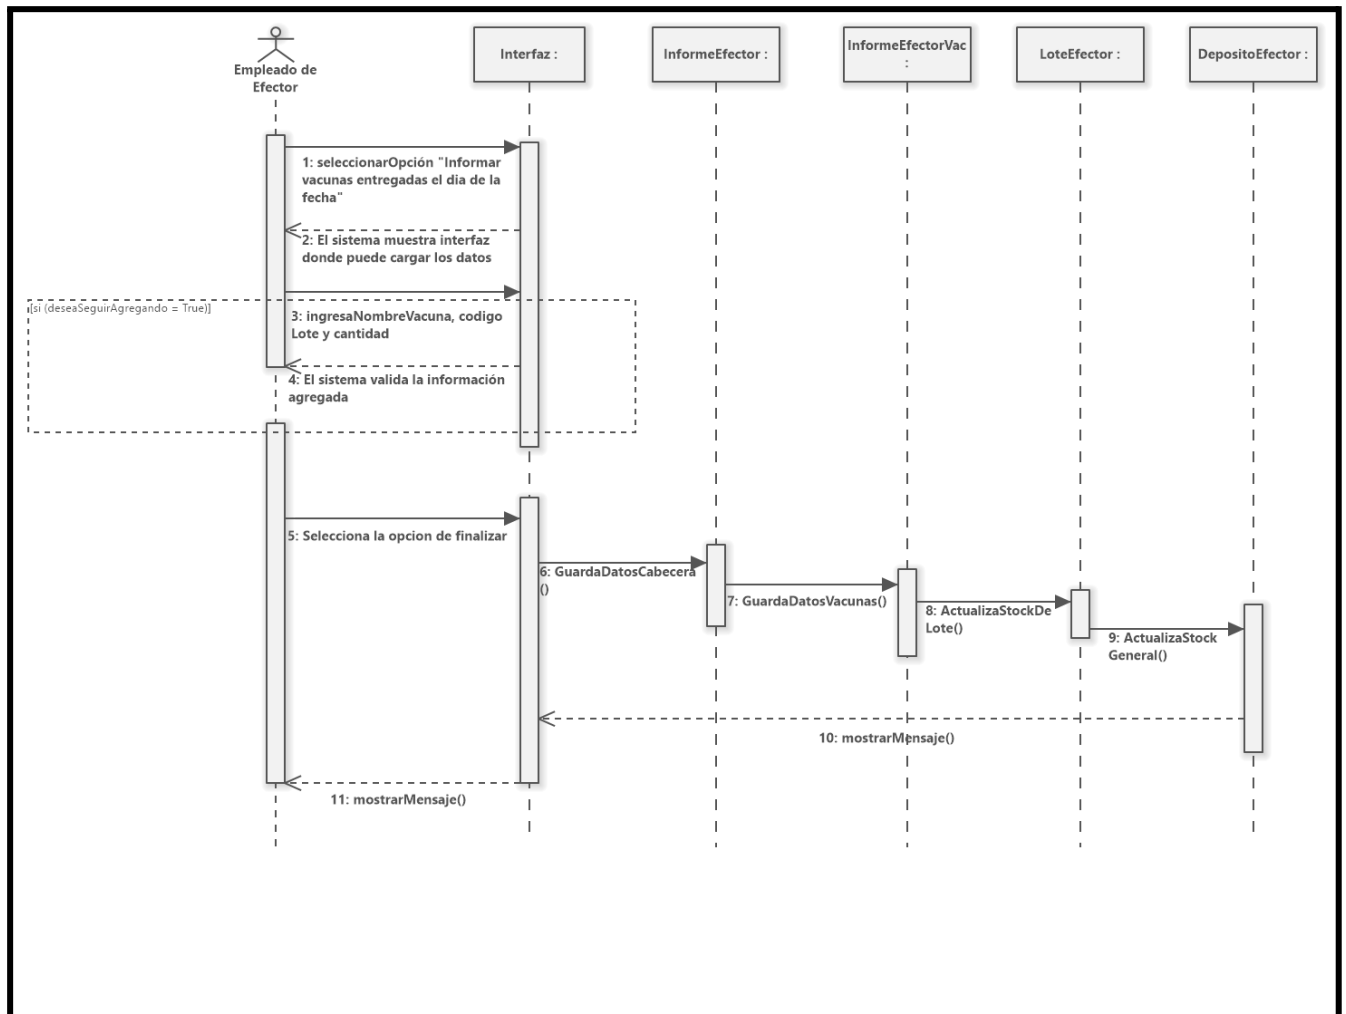 Empleado de
Efector
Interfaz :
InformeEfector :
InformeEfectorVac
:
LoteEfector :
DepositoEfector :
1: seleccionarOpción "Informar
vacunas entregadas el dia de la
fecha"
2: El sistema muestra interfaz
donde puede cargar los datos
[si (deseaSeguirAgregando = True)]
3: ingresaNombreVacuna, codigo
Lote y cantidad
4: El sistema valida la información
agregada
5: Selecciona la opcion de finalizar
6: GuardaDatosCabecera
()
7: GuardaDatosVacunas()
8: ActualizaStockDe
Lote()
9: ActualizaStock
General()
10: mostrarMensaje()
11: mostrarMensaje()